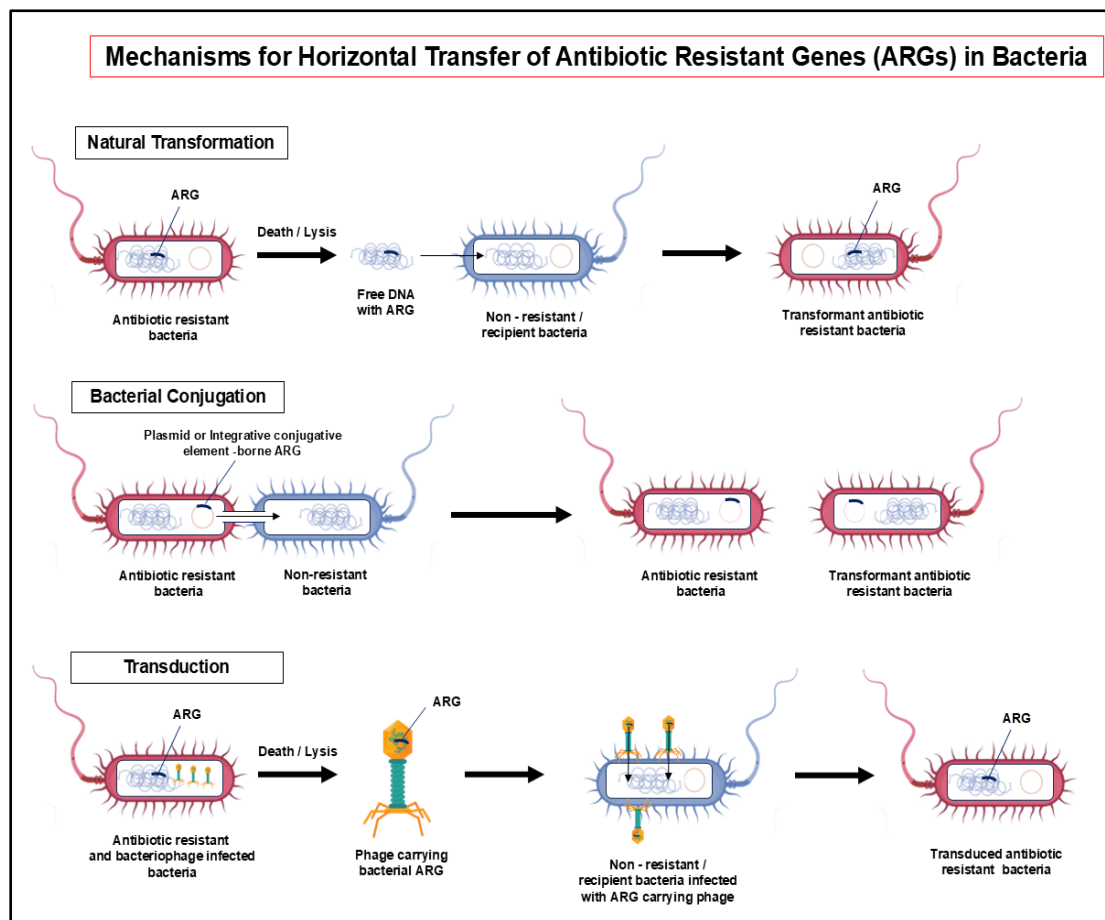 Mechanisms for Horizontal Transfer of Antibiotic Resistant Genes (ARGs) in Bacteria
Natural Transformation
ARG
Death / Lysis
Antibiotic resistant
bacteria
Free DNA
with ARG
Non - resistant /
recipient bacteria
ARG
Transformant antibiotic
resistant bacteria
Bacterial Conjugation
Plasmid or Integrative conjugative
element -borne ARG
Antibiotic resistant
bacteria
Non-resistant
bacteria
Antibiotic resistant
bacteria
Transformant antibiotic
resistant bacteria
Transduction
ARG
Death / Lysis
Antibiotic resistant
and bacteriophage infected
bacteria
ARG
Phage carrying
bacterial ARG
Non - resistant /
recipient bacteria infected
with ARG carrying phage
ARG
Transduced antibiotic
resistant bacteria